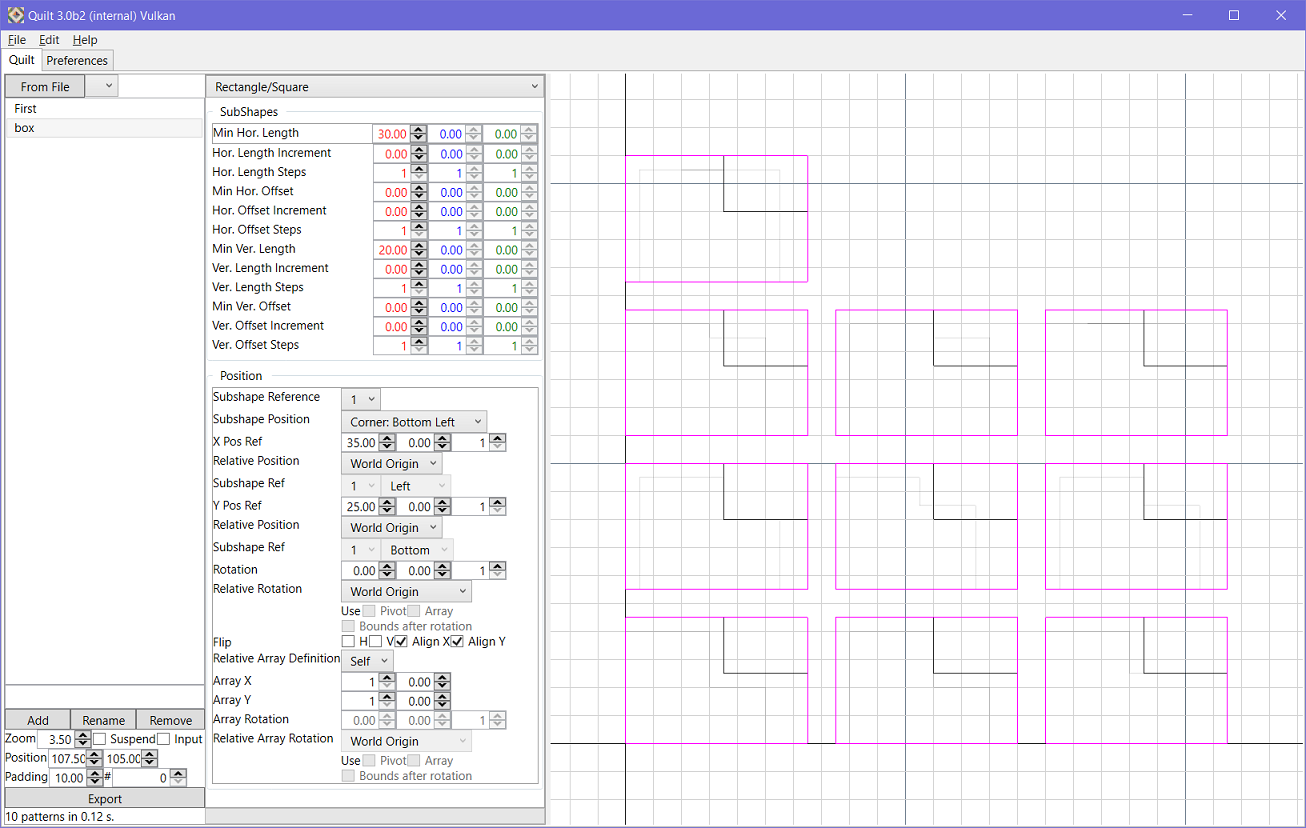 Quilt 3.0b2 (internal) Vulkan
File Edit Help
Quilt Preferences
From File
First
box
Rectangle/Square
SubShapes
Min Hor. Length 30.00 0.00 0.00
Hor. Length Increment 0.00 0.00 0.00
Hor. Length Steps 1 1 1
Min Hor. Offset 0.00 0.00 0.00
Hor. Offset Increment 0.00 0.00 0.00
Hor. Offset Steps 1 1 1
Min Ver. Length 20.00 0.00 0.00
Ver. Length Increment 0.00 0.00 0.00
Ver. Length Steps 1 1 1
Min Ver. Offset 0.00 0.00 0.00
Ver. Offset Increment 0.00 0.00 0.00
Ver. Offset Steps 1 1 1
Position
Subshape Reference 1
Subshape Position Corner: Bottom Left
X Pos Ref 35.00 0.00 1
Relative Position World Origin
Subshape Ref 1 Left
Y Pos Ref 25.00 0.00 1
Relative Position World Origin
Subshape Ref 1 Bottom
Rotation 0.00 0.00 1
Relative Rotation World Origin
Use Pivot Array
Bounds after rotation
Flip H V Align X Align Y
Relative Array Definition Self
Array X 1 0.00
Array Y 1 0.00
Array Rotation 0.00 0.00 1
Relative Array Rotation World Origin
Use Pivot Array
Bounds after rotation
Add Rename Remove
Zoom 3.50 Suspend Input
Position 107.50 105.00
Padding 10.00 # 0
Export
10 patterns in 0.12 s.